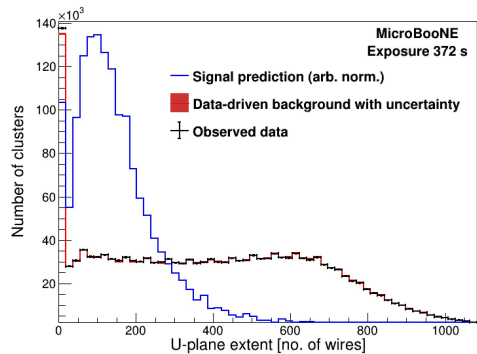 ×10³
140
120
100
80
60
40
20
0
200
400
600
800
1000
Number of clusters
U-plane extent [no. of wires]
MicroBooNE
Exposure 372 s
Signal prediction (arb. norm.)
Data-driven background with uncertainty
Observed data